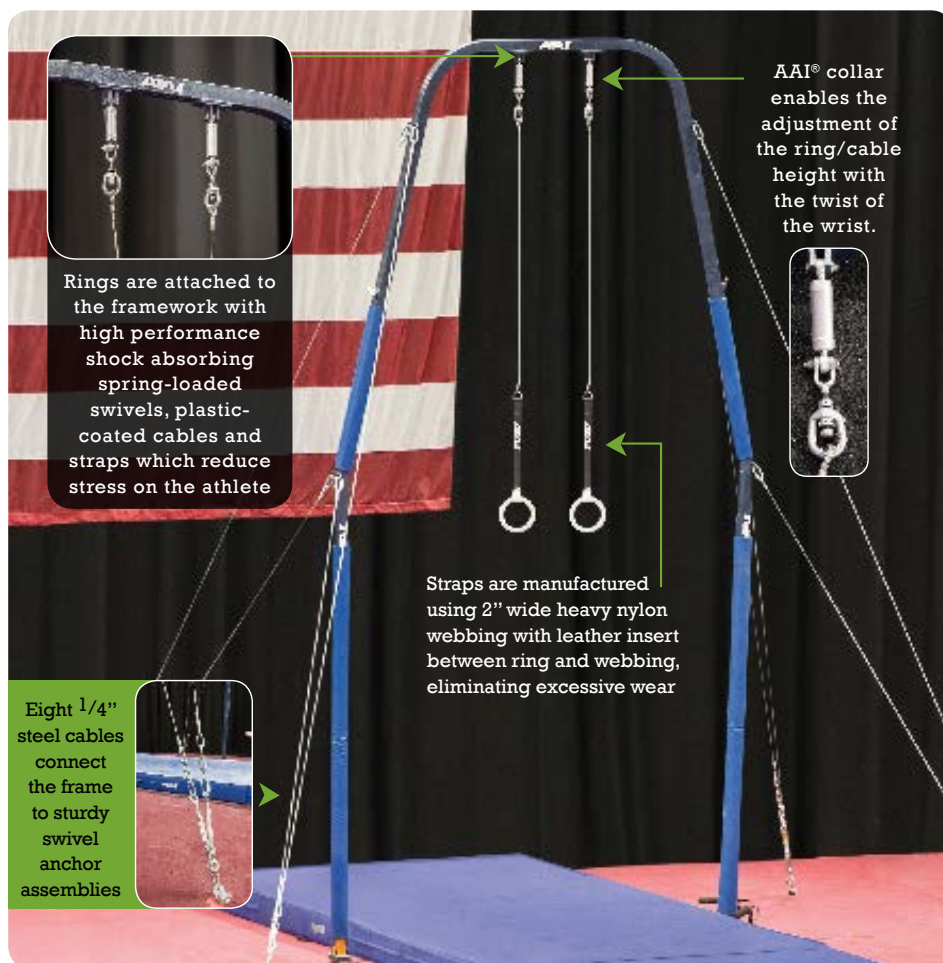 AAI
Rings are attached to
the framework with
high performance
shock absorbing
spring-loaded
swivels, plastic-
coated cables and
straps which reduce
stress on the athlete
AAI® collar
enables the
adjustment of
the ring/cable
height with
the twist of
the wrist.
Straps are manufactured
using 2” wide heavy nylon
webbing with leather insert
between ring and webbing,
eliminating excessive wear
Eight 1/4”
steel cables
connect
the frame
to sturdy
swivel
anchor
assemblies